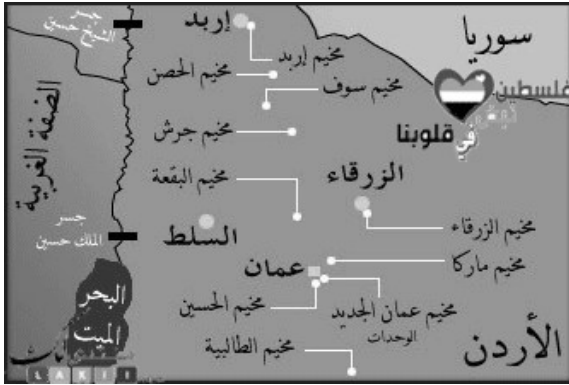 جسر
الشيخ حسين
إربد
سوريا
مخيم إربد
مخيم الحصن
مخيم سوف
فلسطين
في قلوبنا
الضفة الغربية
مخيم جرش
الزرقاء
مخيم البقعة
جسر
الملك حسين
السلط
مخيم الزرقاء
عمان
مخيم ماركا
البحر
الميت
مخيم الحسين
مخيم عمان الجديد
الوحدات
مخيم الطالبية
الأردن